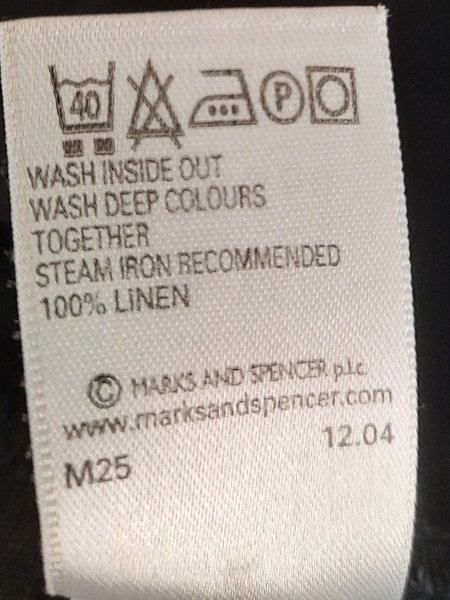 40 P
WASH INSIDE OUT
WASH DEEP COLOURS
TOGETHER
STEAM IRON RECOMMENDED
100% LINEN
© MARKS AND SPENCER p.l.c.
www.marksandspencer.com
12.04
M25